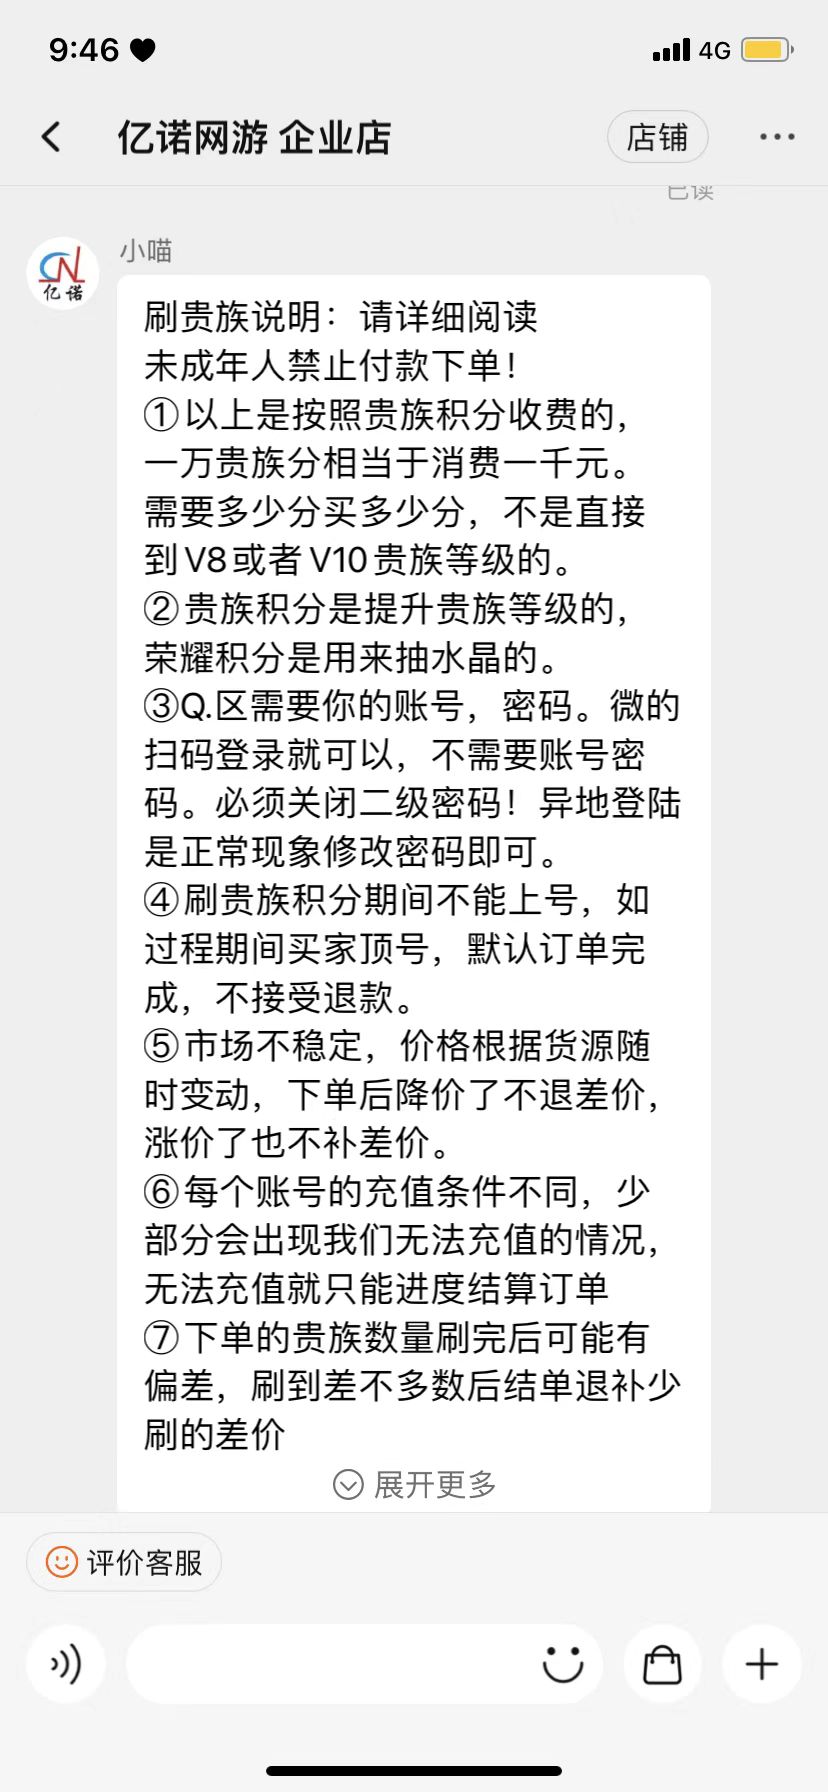 9:46
4G
亿诺网游 企业店
店铺
已读
小喵
亿诺
刷贵族说明：请详细阅读
未成年人禁止付款下单！
①以上是按照贵族积分收费的，
一万贵族分相当于消费一千元。
需要多少分买多少分，不是直接
到V8或者V10贵族等级的。
②贵族积分是提升贵族等级的，
荣耀积分是用来抽水晶的。
③Q.区需要你的账号，密码。微的
扫码登录就可以，不需要账号密
码。必须关闭二级密码！异地登陆
是正常现象修改密码即可。
④刷贵族积分期间不能上号，如
过程期间买家顶号，默认订单完
成，不接受退款。
⑤市场不稳定，价格根据货源随
时变动，下单后降价了不退差价，
涨价了也不补差价。
⑥每个账号的充值条件不同，少
部分会出现我们无法充值的情况，
无法充值就只能进度结算订单
⑦下单的贵族数量刷完后可能有
偏差，刷到差不多数后结单退补少
刷的差价
展开更多
评价客服